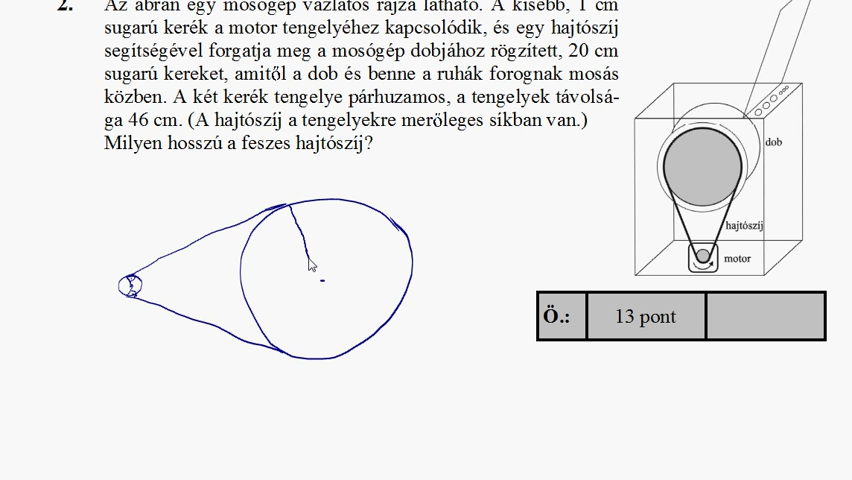 2. Az ábrán egy mosógép vázlatos rajza látható. A kisebb, 1 cm
sugarú kerék a motor tengelyéhez kapcsolódik, és egy hajtószíj
segítségével forgatja meg a mosógép dobjához rögzített, 20 cm
sugarú kereket, amitől a dob és benne a ruhák forognak mosás
közben. A két kerék tengelye párhuzamos, a tengelyek távolsá-
ga 46 cm. (A hajtószíj a tengelyekre merőleges síkban van.)
Milyen hosszú a feszes hajtószíj?
dob
hajtószíj
motor
Ö.: 13 pont